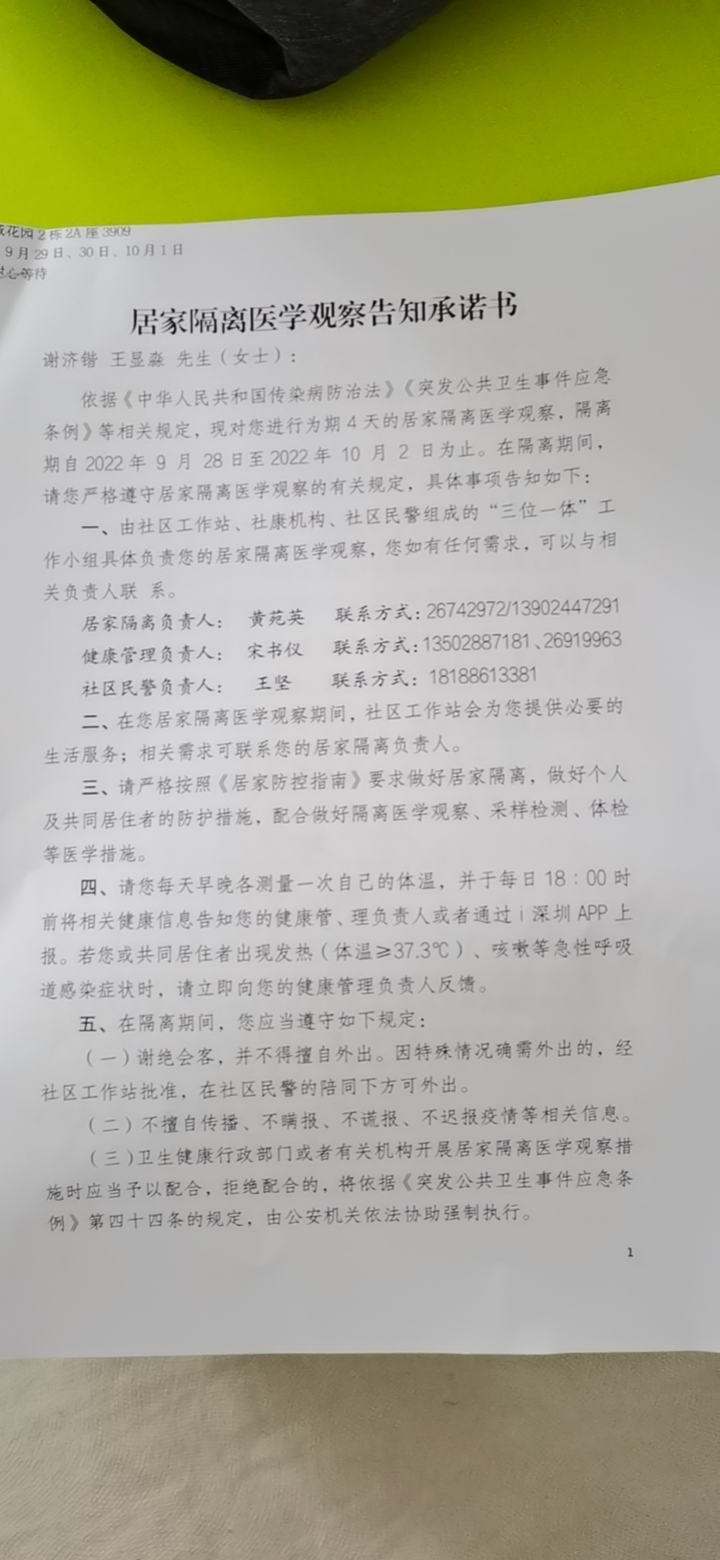 花园2栋2A座3909
9月29日、30日、10月1日
心等待
居家隔离医学观察告知承诺书
谢济锴 王显淼 先生（女士）：
依据《中华人民共和国传染病防治法》《突发公共卫生事件应急
条例》等相关规定，现对您进行为期4天的居家隔离医学观察，隔离
期自2022年 9 月 28日至2022年 10 月 2 日为止。在隔离期间，
请您严格遵守居家隔离医学观察的有关规定，具体事项告知如下：
一、由社区工作站、社康机构、社区民警组成的“三位一体”工
作小组具体负责您的居家隔离医学观察，您如有任何需求，可以与相
关负责人联 系。
居家隔离负责人： 黄苑英 联系方式：26742972/13902447291
健康管理负责人： 宋书仪 联系方式：13502887181、26919963
社区民警负责人： 王坚 联系方式：18188613381
二、在您居家隔离医学观察期间，社区工作站会为您提供必要的
生活服务；相关需求可联系您的居家隔离负责人。
三、请严格按照《居家防控指南》要求做好居家隔离，做好个人
及共同居住者的防护措施，配合做好隔离医学观察、采样检测、体检
等医学措施。
四、请您每天早晚各测量一次自己的体温，并于每日18：00时
前将相关健康信息告知您的健康管、理负责人或者通过i深圳APP上
报。若您或共同居住者出现发热（体温≥37.3℃）、咳嗽等急性呼吸
道感染症状时，请立即向您的健康管理负责人反馈。
五、在隔离期间，您应当遵守如下规定：
（一）谢绝会客，并不得擅自外出。因特殊情况确需外出的，经
社区工作站批准，在社区民警的陪同下方可外出。
（二）不擅自传播、不瞒报、不谎报、不迟报疫情等相关信息。
（三）卫生健康行政部门或者有关机构开展居家隔离医学观察措
施时应当予以配合，拒绝配合的，将依据《突发公共卫生事件应急条
例》第四十四条的规定，由公安机关依法协助强制执行。
1